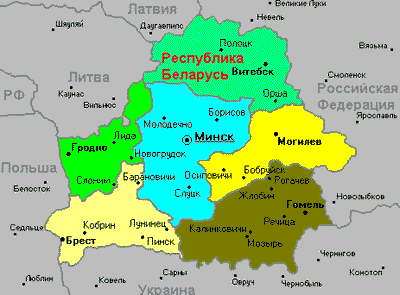 ЛАТВИЯ
Великие Луки
Шяуляй
Даугавпилс
Невель
Полоцк
Вязьма
Республика
Беларусь
Витебск
ЛИТВА
Смоленск
Каунас
Российская
Федерация
РФ
Вильнюс
Орша
Борисов
Ярославль
Молодечно
Лида
МИНСК
Могилев
Гродно
Новогрудок
ПОЛЬША
Барановичи
Осиповичи
Бобруйск
Белосток
Слоним
Рогачев
Слуцк
Жлобин
Новозыбков
Гомель
Кобрин
Лунинец
Калинковичи
Речица
Седльце
Брест
Пинск
Мозырь
Чернигов
Люблин
Ковель
Сарны
Овруч
Чернобыль
Конотоп
Украина